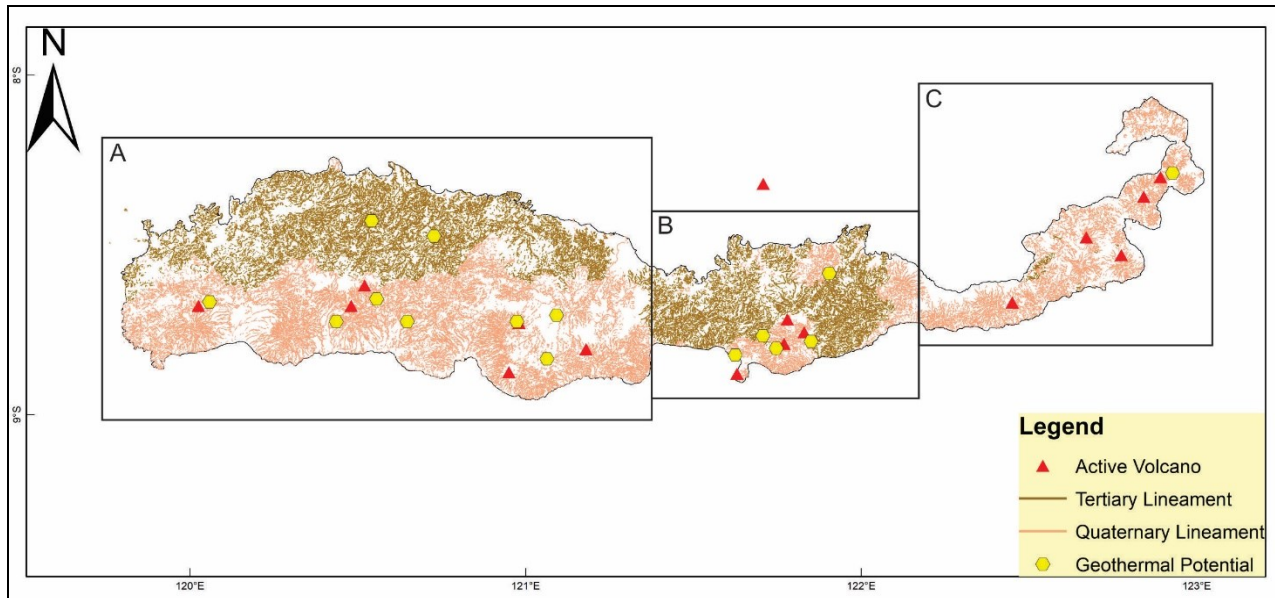 N
8°S
A
B
C
9°S
Legend
Active Volcano
Tertiary Lineament
Quaternary Lineament
Geothermal Potential
120°E
121°E
122°E
123°E